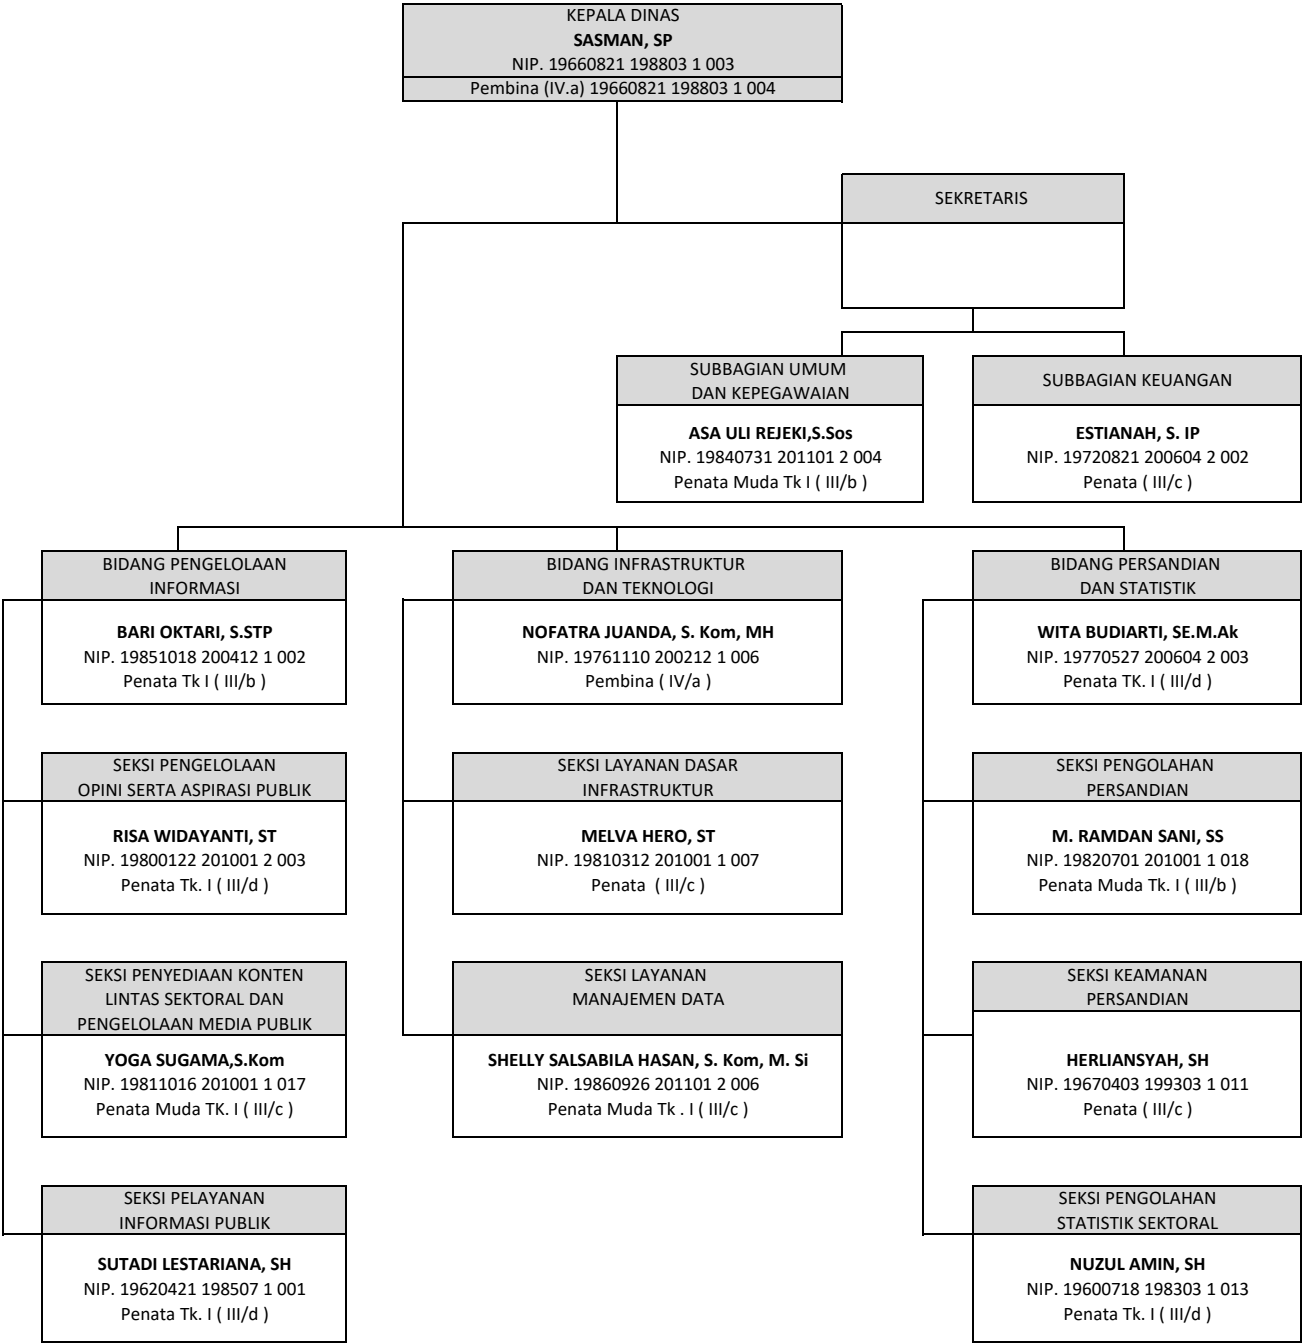 KEPALA DINAS
SASMAN, SP
NIP. 19660821 198803 1 003
Pembina (IV.a) 19660821 198803 1 004
SEKRETARIS
SUBBAGIAN UMUM
DAN KEPEGAWAIAN
ASA ULI REJEKI,S.Sos
NIP. 19840731 201101 2 004
Penata Muda Tk I ( III/b )
SUBBAGIAN KEUANGAN
ESTIANAH, S. IP
NIP. 19720821 200604 2 002
Penata ( III/c )
BIDANG PENGELOLAAN
INFORMASI
BARI OKTARI, S.STP
NIP. 19851018 200412 1 002
Penata Tk I ( III/b )
BIDANG INFRASTRUKTUR
DAN TEKNOLOGI
NOFATRA JUANDA, S. Kom, MH
NIP. 19761110 200212 1 006
Pembina ( IV/a )
BIDANG PERSANDIAN
DAN STATISTIK
WITA BUDIARTI, SE.M.Ak
NIP. 19770527 200604 2 003
Penata TK. I ( III/d )
SEKSI PENGELOLAAN
OPINI SERTA ASPIRASI PUBLIK
RISA WIDAYANTI, ST
NIP. 19800122 201001 2 003
Penata Tk. I ( III/d )
SEKSI LAYANAN DASAR
INFRASTRUKTUR
MELVA HERO, ST
NIP. 19810312 201001 1 007
Penata  ( III/c )
SEKSI PENGOLAHAN
PERSANDIAN
M. RAMDAN SANI, SS
NIP. 19820701 201001 1 018
Penata Muda Tk. I ( III/b )
SEKSI PENYEDIAAN KONTEN
LINTAS SEKTORAL DAN
PENGELOLAAN MEDIA PUBLIK
YOGA SUGAMA,S.Kom
NIP. 19811016 201001 1 017
Penata Muda TK. I ( III/c )
SEKSI LAYANAN
MANAJEMEN DATA
SHELLY SALSABILA HASAN, S. Kom, M. Si
NIP. 19860926 201101 2 006
Penata Muda Tk . I ( III/c )
SEKSI KEAMANAN
PERSANDIAN
HERLIANSYAH, SH
NIP. 19670403 199303 1 011
Penata ( III/c )
SEKSI PELAYANAN
INFORMASI PUBLIK
SUTADI LESTARIANA, SH
NIP. 19620421 198507 1 001
Penata Tk. I ( III/d )
SEKSI PENGOLAHAN
STATISTIK SEKTORAL
NUZUL AMIN, SH
NIP. 19600718 198303 1 013
Penata Tk. I ( III/d )